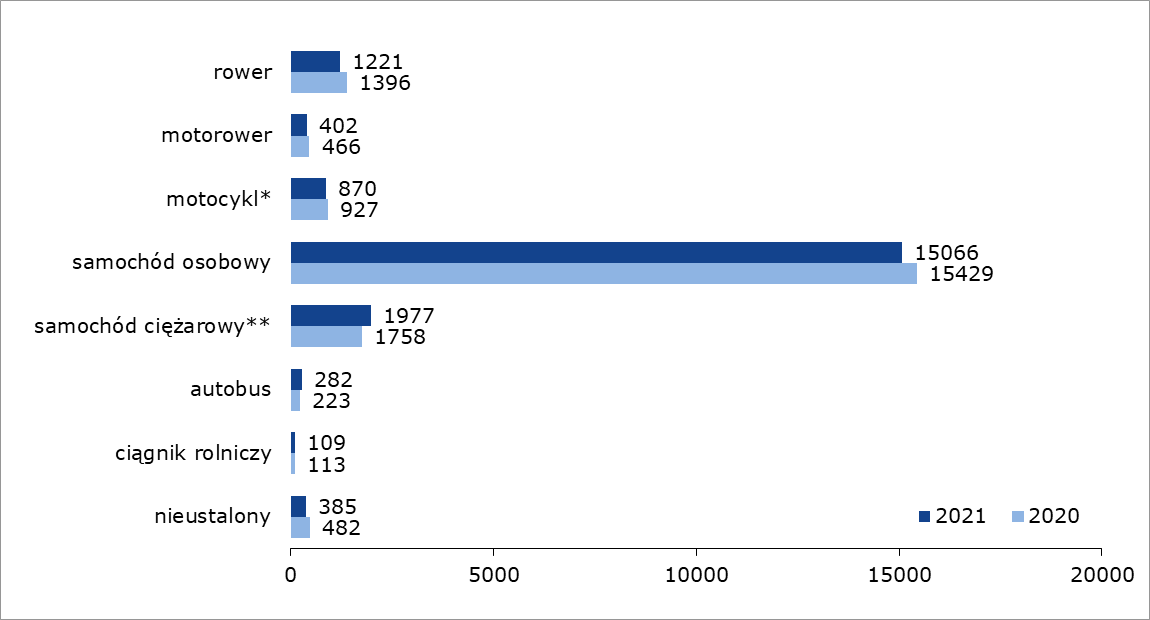 rower
1221
1396
motorower
402
466
motocykl*
870
927
samochód osobowy
15066
15429
samochód ciężarowy**
1977
1758
autobus
282
223
ciągnik rolniczy
109
113
nieustalony
385
482
2021 2020
0 5000 10000 15000 20000